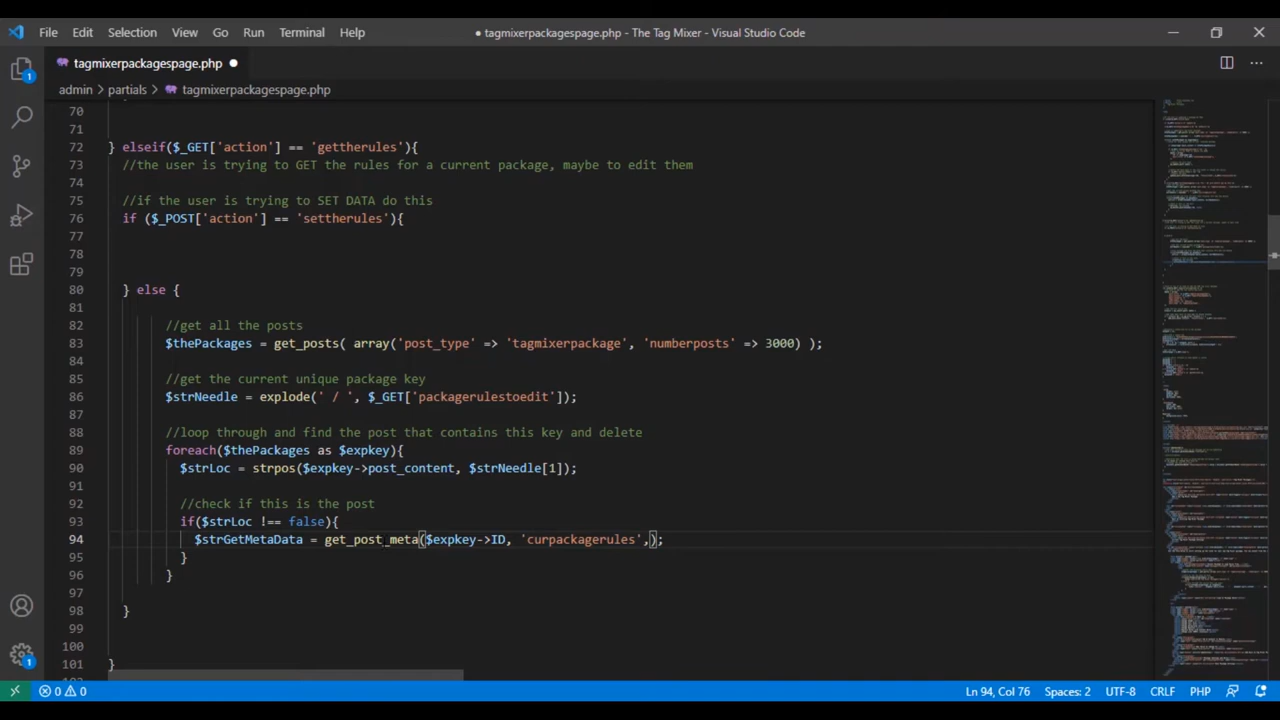 File Edit Selection View Go Run Terminal Help ● tagmixerpackagespage.php - The Tag Mixer - Visual Studio Code
tagmixerpackagespage.php ●
admin > partials > tagmixerpackagespage.php
70
71
72 } elseif($_GET['action'] == 'gettherules'){
73 //the user is trying to GET the rules for a current package, maybe to edit them
74
75 //if the user is trying to SET DATA do this
76 if ($_POST['action'] == 'settherules'){
77
78
79
80 } else {
81
82 //get all the posts
83 $thePackages = get_posts( array('post_type' => 'tagmixerpackage', 'numberposts' => 3000) );
84
85 //get the current unique package key
86 $strNeedle = explode(' / ', $_GET['packagerulestoedit']);
87
88 //loop through and find the post that contains this key and delete
89 foreach($thePackages as $expkey){
90 $strLoc = strpos($expkey->post_content, $strNeedle[1]);
91
92 //check if this is the post
93 if($strLoc !== false){
94 $strGetMetaData = get_post_meta($expkey->ID, 'curpackagerules',);
95 }
96 }
97
98 }
99
100
101 }
1 0 0 Ln 94, Col 76 Spaces: 2 UTF-8 CRLF PHP